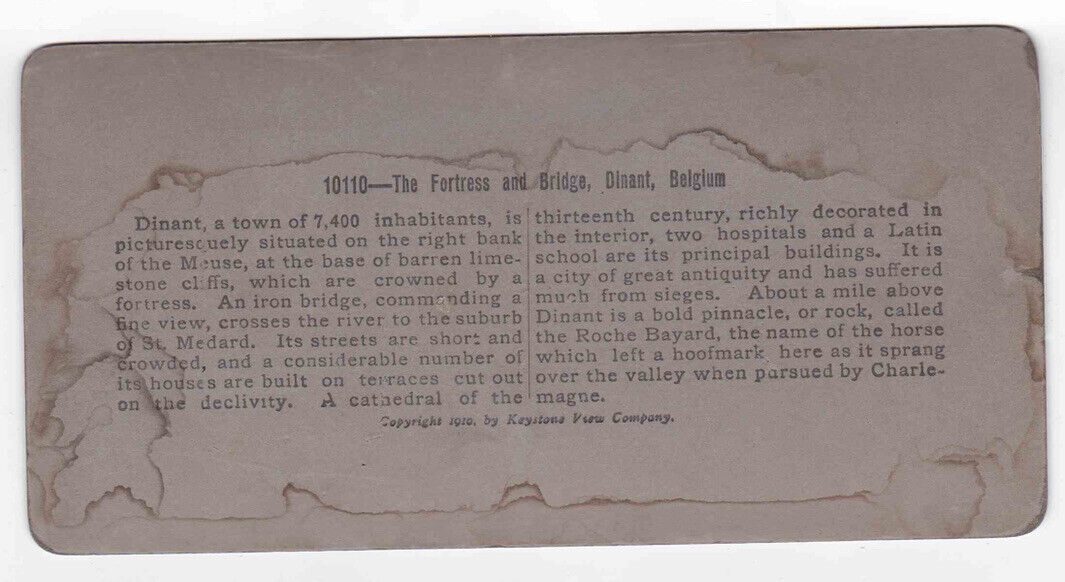 10110—The Fortress and Bridge, Dinant, Belgium
Dinant, a town of 7,400 inhabitants, is
picturesquely situated on the right bank
of the Meuse, at the base of barren lime-
stone cliffs, which are crowned by a
fortress. An iron bridge, commanding a
fine view, crosses the river to the suburb
of St. Medard. Its streets are short and
crowded, and a considerable number of
its houses are built on terraces cut out
on the declivity. A cathedral of the
thirteenth century, richly decorated in
the interior, two hospitals and a Latin
school are its principal buildings. It is
a city of great antiquity and has suffered
much from sieges. About a mile above
Dinant is a bold pinnacle, or rock, called
the Roche Bayard, the name of the horse
which left a hoofmark here as it sprang
over the valley when pursued by Charle-
magne.
Copyright 1910, by Keystone View Company.